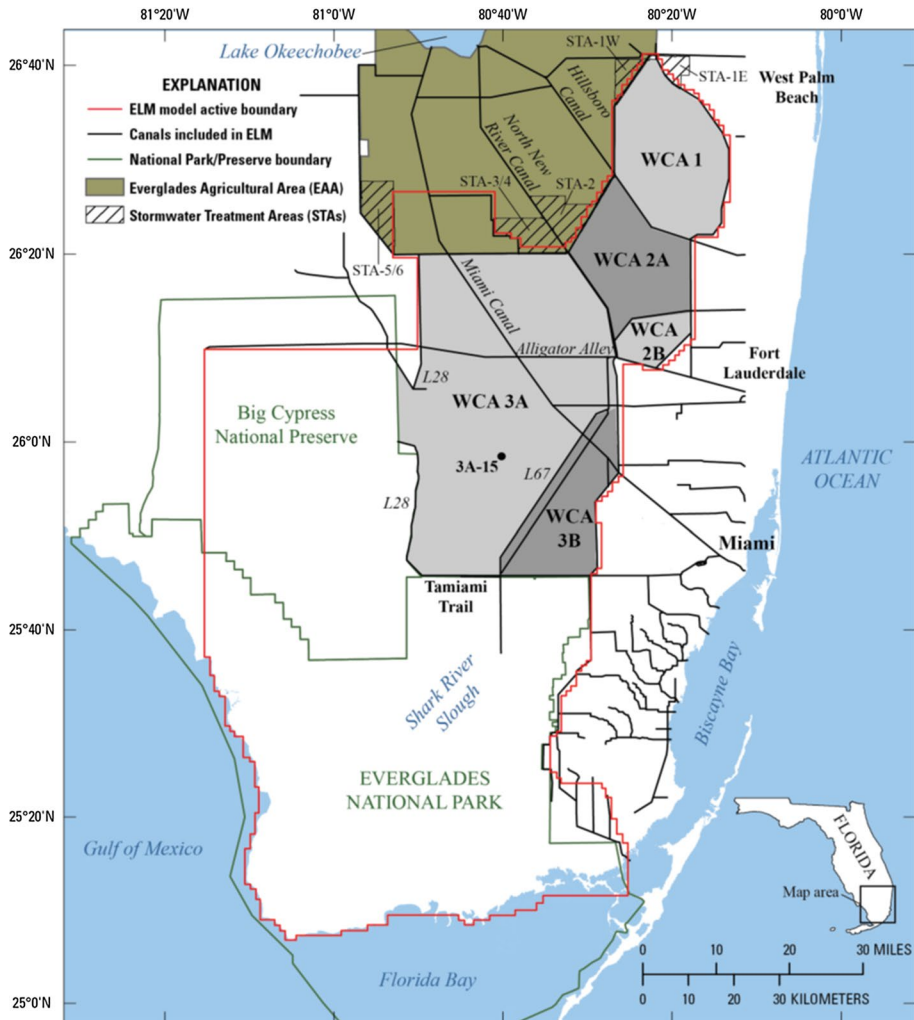 81°20'W
81°00'W
80°40'W
80°20'W
80°00'W
26°40'N
26°20'N
26°0'N
25°40'N
25°20'N
25°0'N
Lake Okeechobee
EXPLANATION
ELM model active boundary
Canals included in ELM
National Park/Preserve boundary
Everglades Agricultural Area (EAA)
Stormwater Treatment Areas (STAs)
STA-1W
STA-1E
West Palm
Beach
Hillsboro
Canal
North New
River Canal
WCA 1
STA-3/4
STA-2
STA-5/6
WCA 2A
Miami Canal
WCA
2B
Alligator Alley
Fort
Lauderdale
L28
WCA 3A
Big Cypress
National Preserve
3A-15
L67
L28
WCA
3B
ATLANTIC
OCEAN
Miami
Tamiami
Trail
Shark River
Slough
Biscayne Bay
EVERGLADES
NATIONAL PARK
Gulf of Mexico
Florida Bay
FLORIDA
Map area
0 10 20 30 MILES
0 10 20 30 KILOMETERS